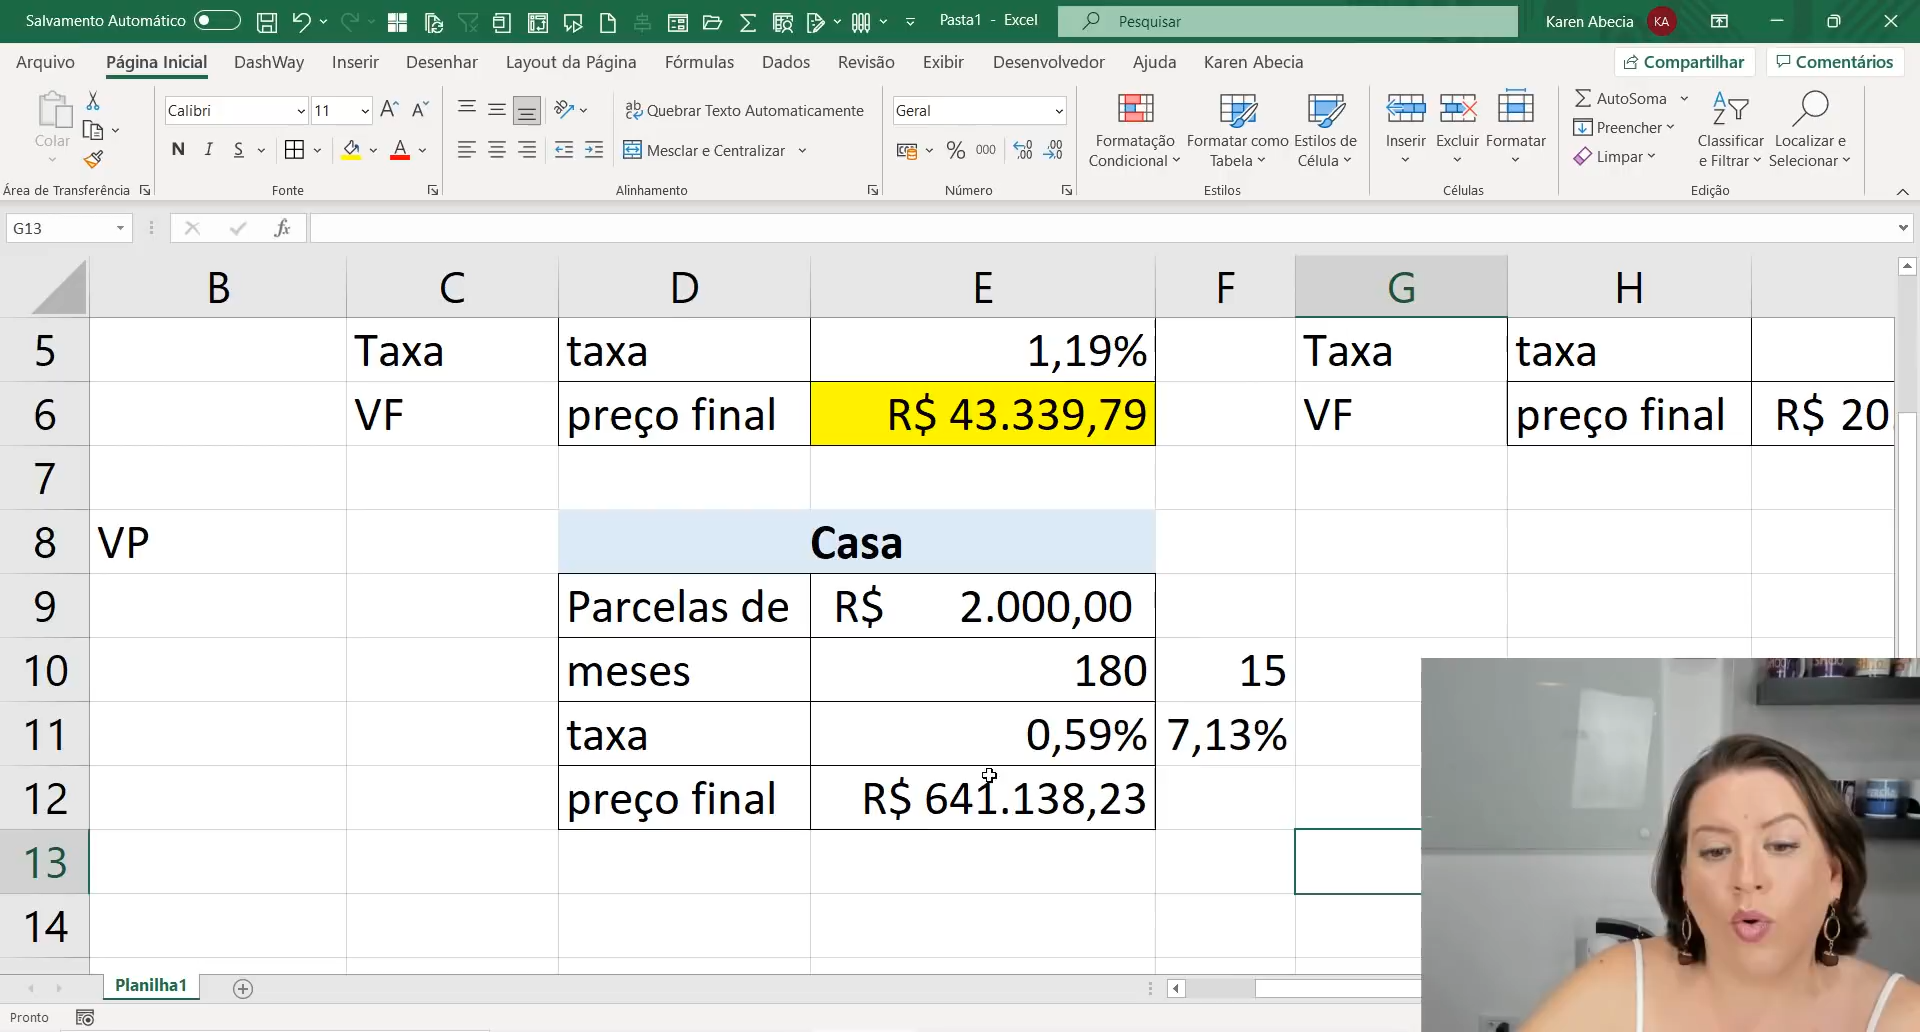 Salvamento Automático
Pasta1 - Excel
Pesquisar
Karen Abecia
KA
Arquivo
Página Inicial
DashWay
Inserir
Desenhar
Layout da Página
Fórmulas
Dados
Revisão
Exibir
Desenvolvedor
Ajuda
Karen Abecia
Compartilhar
Comentários
Colar
Área de Transferência
Calibri
11
N I S
Fonte
Quebrar Texto Automaticamente
Mesclar e Centralizar
Alinhamento
Geral
% 000
Número
Formatação
Condicional
Formatar como
Tabela
Estilos de
Célula
Estilos
Inserir
Excluir
Formatar
Células
AutoSoma
Preencher
Limpar
Classificar
e Filtrar
Localizar e
Selecionar
Edição
G13
fx
B C D E F G H
5 Taxa taxa 1,19% Taxa taxa
6 VF preço final R$ 43.339,79 VF preço final R$ 20
7
8 VP Casa
9 Parcelas de R$ 2.000,00
10 meses 180 15
11 taxa 0,59% 7,13%
12 preço final R$ 641.138,23
13
14
Planilha1
Pronto